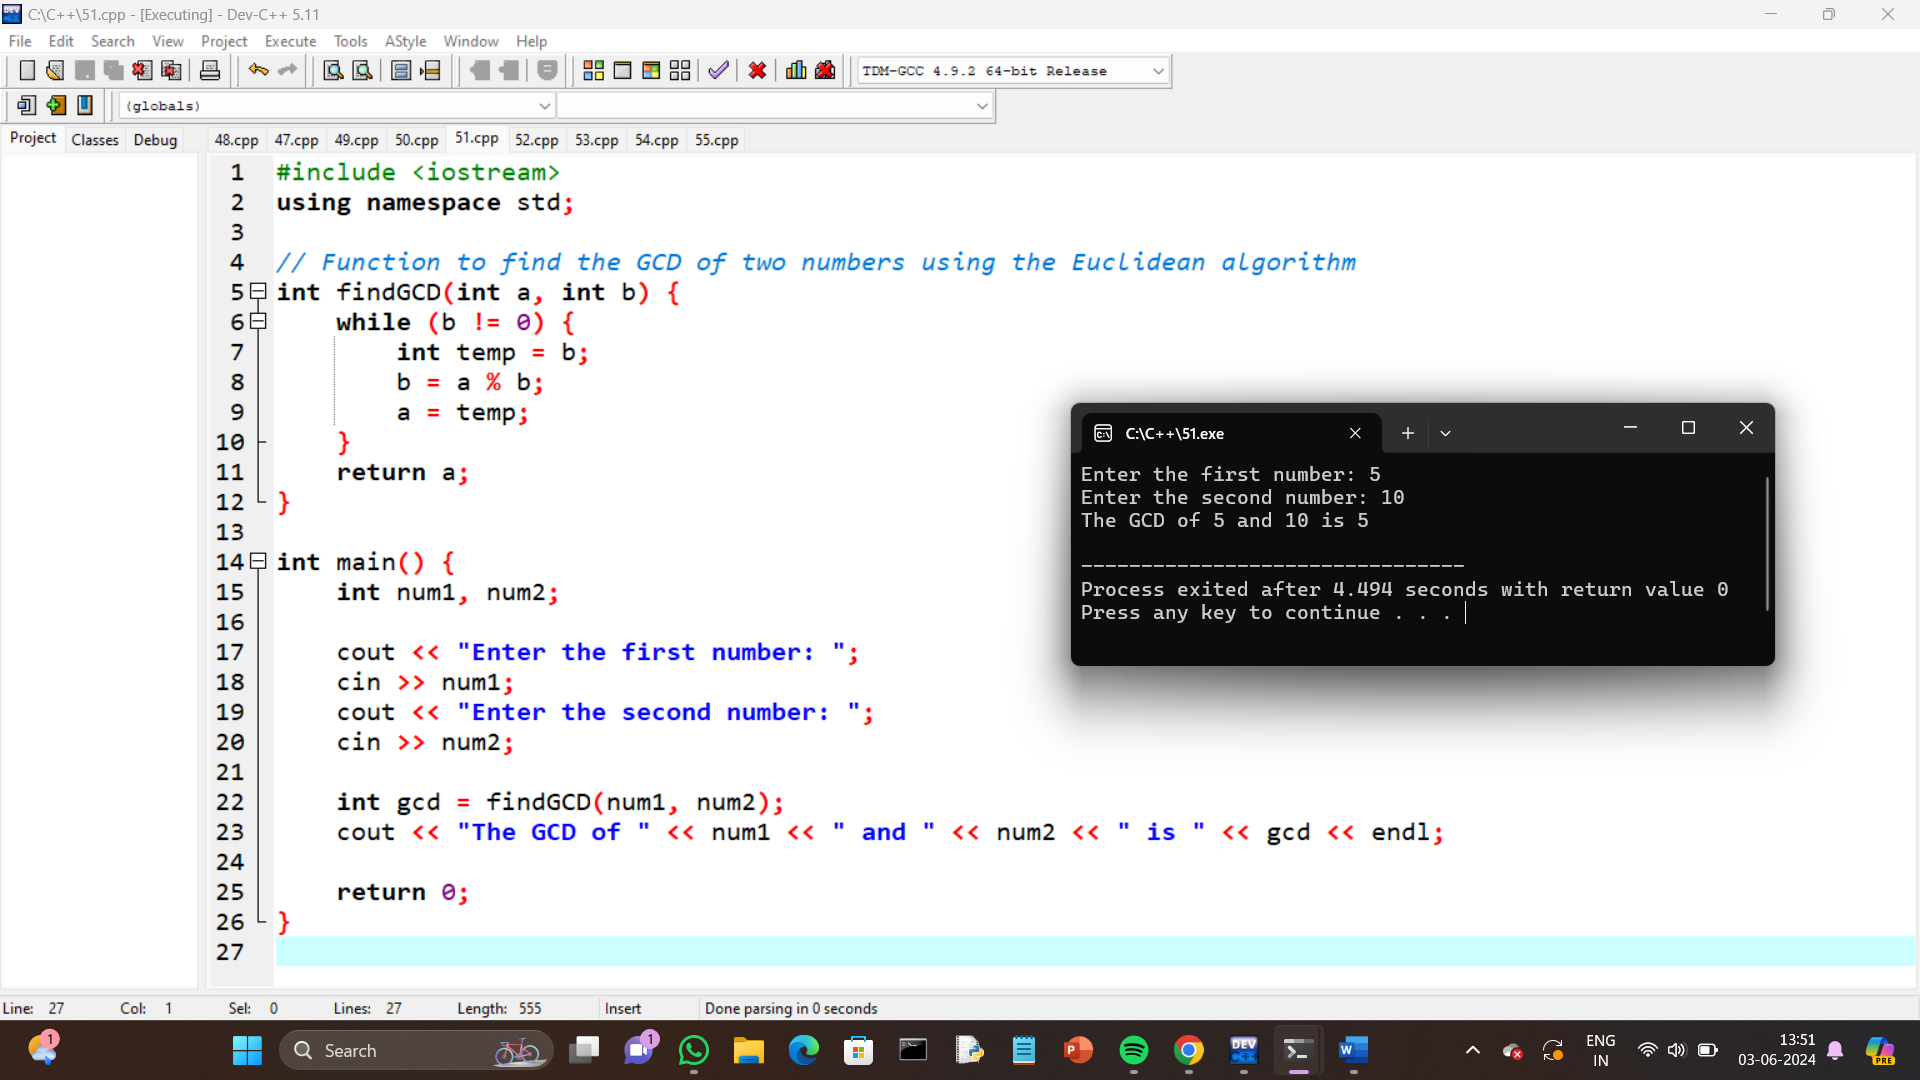 C:\C++\51.cpp - [Executing] - Dev-C++ 5.11
File Edit Search View Project Execute Tools AStyle Window Help
TDM-GCC 4.9.2 64-bit Release
(globals)
Project Classes Debug
48.cpp 47.cpp 49.cpp 50.cpp 51.cpp 52.cpp 53.cpp 54.cpp 55.cpp
1 #include <iostream>
2 using namespace std;
3
4 // Function to find the GCD of two numbers using the Euclidean algorithm
5 int findGCD(int a, int b) {
6     while (b != 0) {
7         int temp = b;
8         b = a % b;
9         a = temp;
10     }
11     return a;
12 }
13
14 int main() {
15     int num1, num2;
16
17     cout << "Enter the first number: ";
18     cin >> num1;
19     cout << "Enter the second number: ";
20     cin >> num2;
21
22     int gcd = findGCD(num1, num2);
23     cout << "The GCD of " << num1 << " and " << num2 << " is " << gcd << endl;
24
25     return 0;
26 }
27
C:\C++\51.exe
Enter the first number: 5
Enter the second number: 10
The GCD of 5 and 10 is 5
--------------------------------
Process exited after 4.494 seconds with return value 0
Press any key to continue . . .
Line: 27 Col: 1 Sel: 0 Lines: 27 Length: 555 Insert Done parsing in 0 seconds
1
Search
1
DEV
W
P
ENG
IN
13:51
03-06-2024
PRE